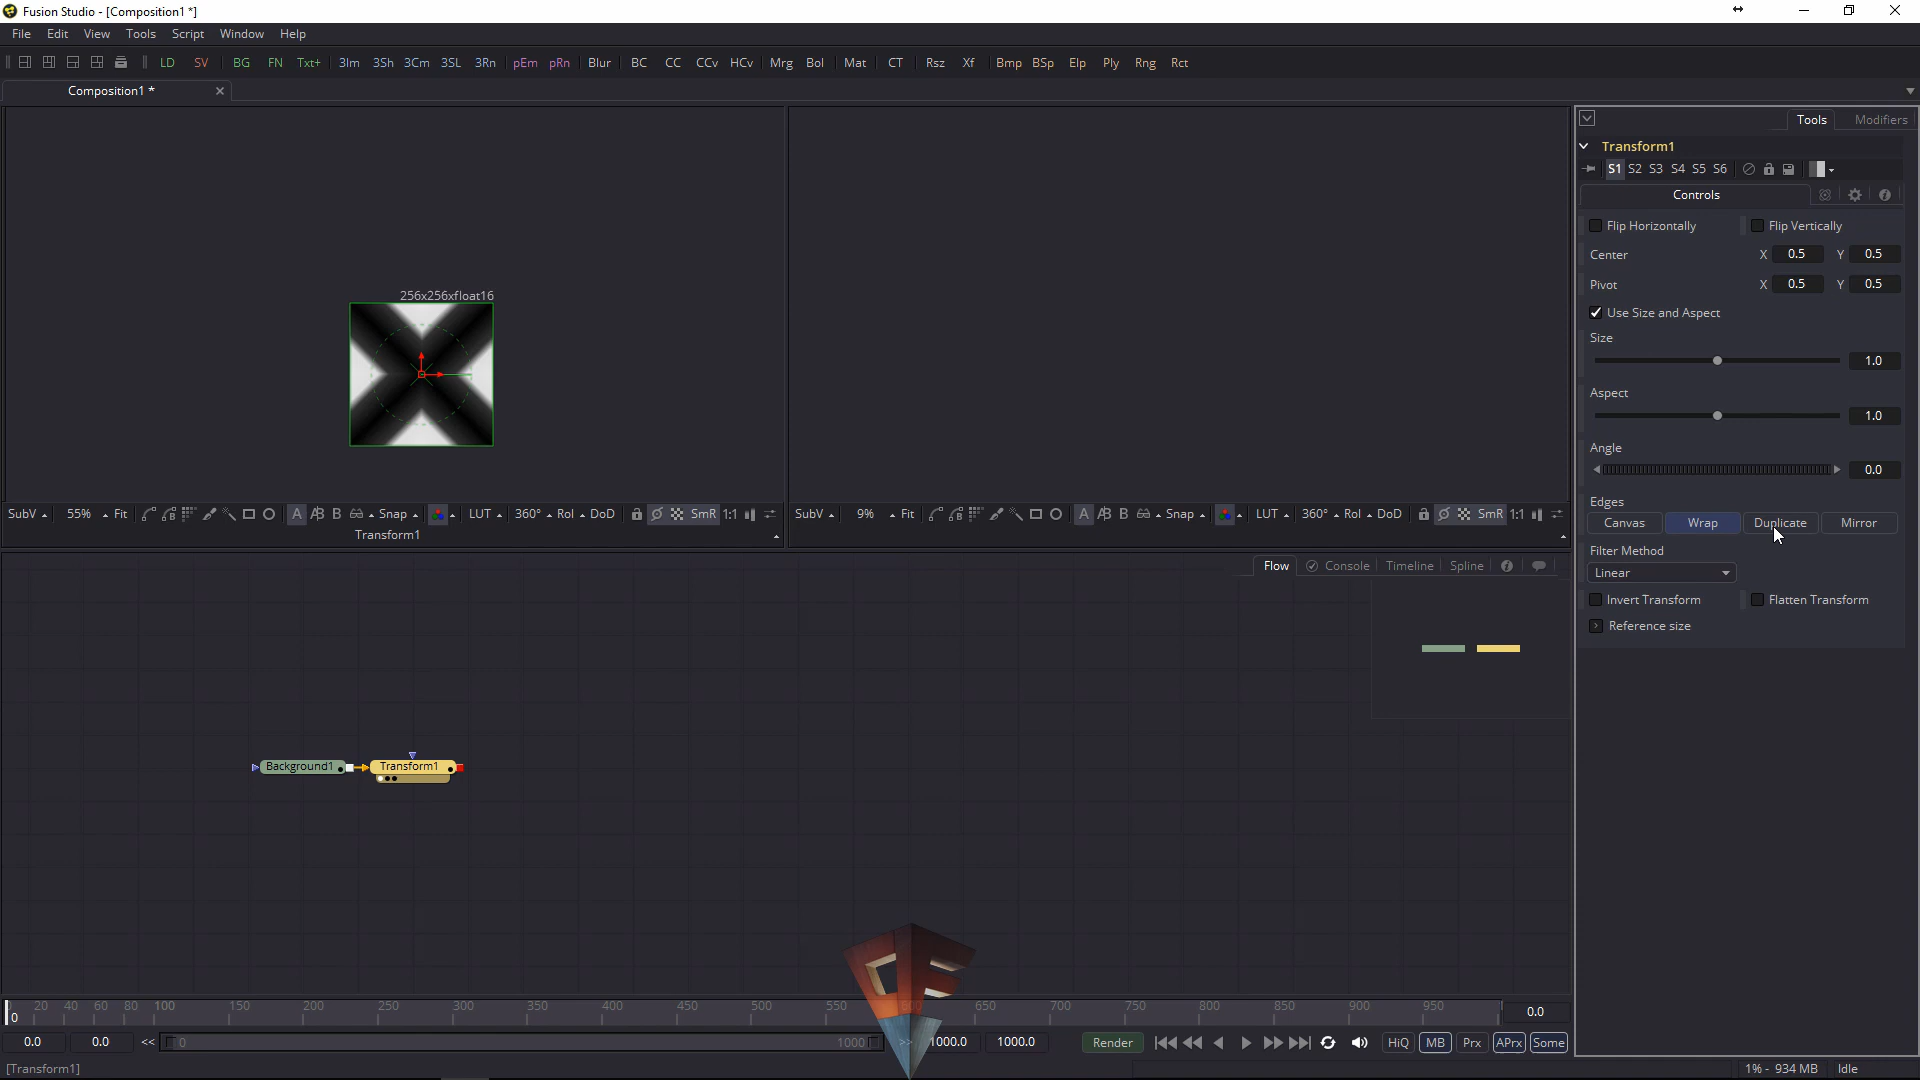 Fusion Studio - [Composition1 *]
File Edit View Tools Script Window Help
LD SV BG FN Txt+ 3Im 3Sh 3Cm 3SL 3Rn pEm pRn Blur BC CC CCv HCv Mrg Bol Mat CT Rsz Xf Bmp BSp Elp Ply Rng Rct
Composition1 *
256x256xfloat16
SubV 55% Fit A A/B B Snap LUT 360° RoI DoD SmR 1:1
Transform1
SubV 9% Fit A A/B B Snap LUT 360° RoI DoD SmR 1:1
Tools Modifiers
Transform1
S1 S2 S3 S4 S5 S6
Controls
Flip Horizontally Flip Vertically
Center X 0.5 Y 0.5
Pivot X 0.5 Y 0.5
Use Size and Aspect
Size
1.0
Aspect
1.0
Angle
0.0
Edges
Canvas Wrap Duplicate Mirror
Filter Method
Linear
Invert Transform Flatten Transform
Reference size
Flow Console Timeline Spline
Background1 Transform1
20 40 60 80 100 150 200 250 300 350 400 450 500 550 600 650 700 750 800 850 900 950
0 0.0
0.0 0.0 << 0 1000 >> 1000.0 1000.0 Render HiQ MB Prx APrx Some
[Transform1] 1% - 934 MB Idle